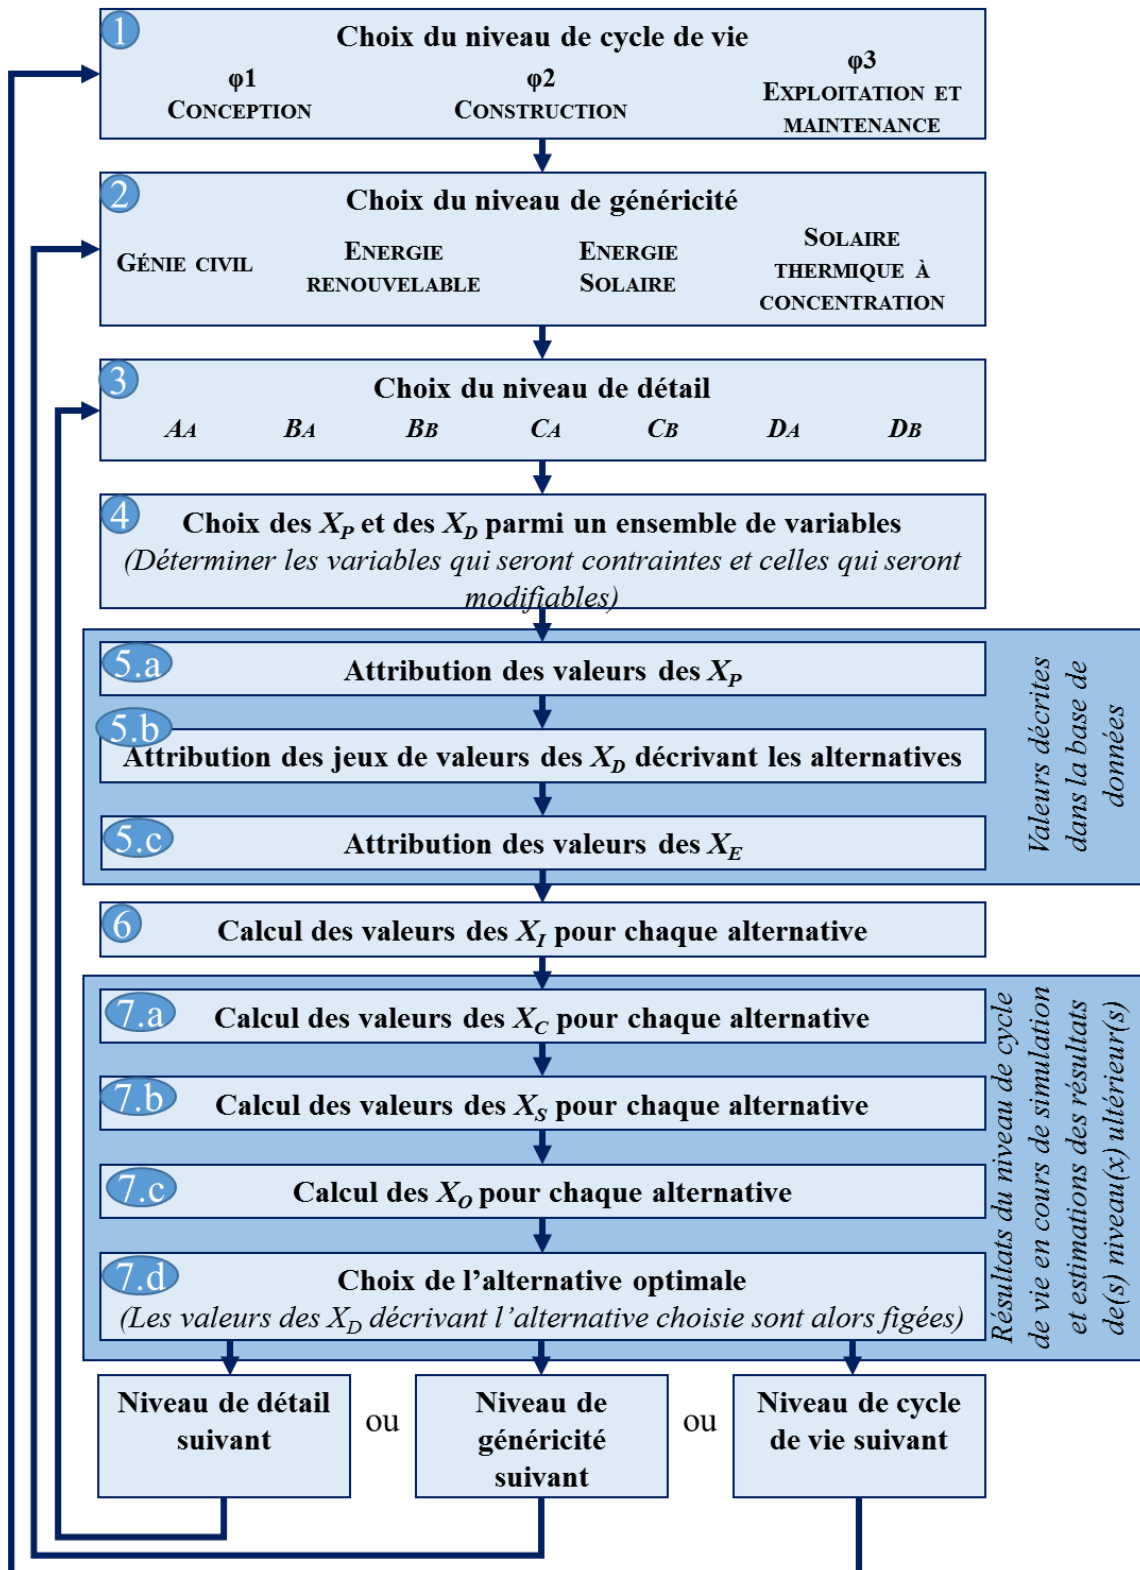 1
Choix du niveau de cycle de vie
φ1
CONCEPTION
φ2
CONSTRUCTION
φ3
EXPLOITATION ET
MAINTENANCE
2
Choix du niveau de généricité
GÉNIE CIVIL
ENERGIE
RENOUVELABLE
ENERGIE
SOLAIRE
SOLAIRE
THERMIQUE À
CONCENTRATION
3
Choix du niveau de détail
AA BA BB CA CB DA DB
4
Choix des XP et des XD parmi un ensemble de variables
(Déterminer les variables qui seront contraintes et celles qui seront
modifiables)
5.a
Attribution des valeurs des XP
5.b
Attribution des jeux de valeurs des XD décrivant les alternatives
5.c
Attribution des valeurs des XE
Valeurs décrites
dans la base de
données
6
Calcul des valeurs des XI pour chaque alternative
7.a
Calcul des valeurs des XC pour chaque alternative
7.b
Calcul des valeurs des XS pour chaque alternative
7.c
Calcul des XO pour chaque alternative
7.d
Choix de l'alternative optimale
(Les valeurs des XD décrivant l'alternative choisie sont alors figées)
Résultats du niveau de cycle
de vie en cours de simulation
et estimations des résultats
de(s) niveau(x) ultérieur(s)
Niveau de détail
suivant
ou
Niveau de
généricité
suivant
ou
Niveau de cycle
de vie suivant